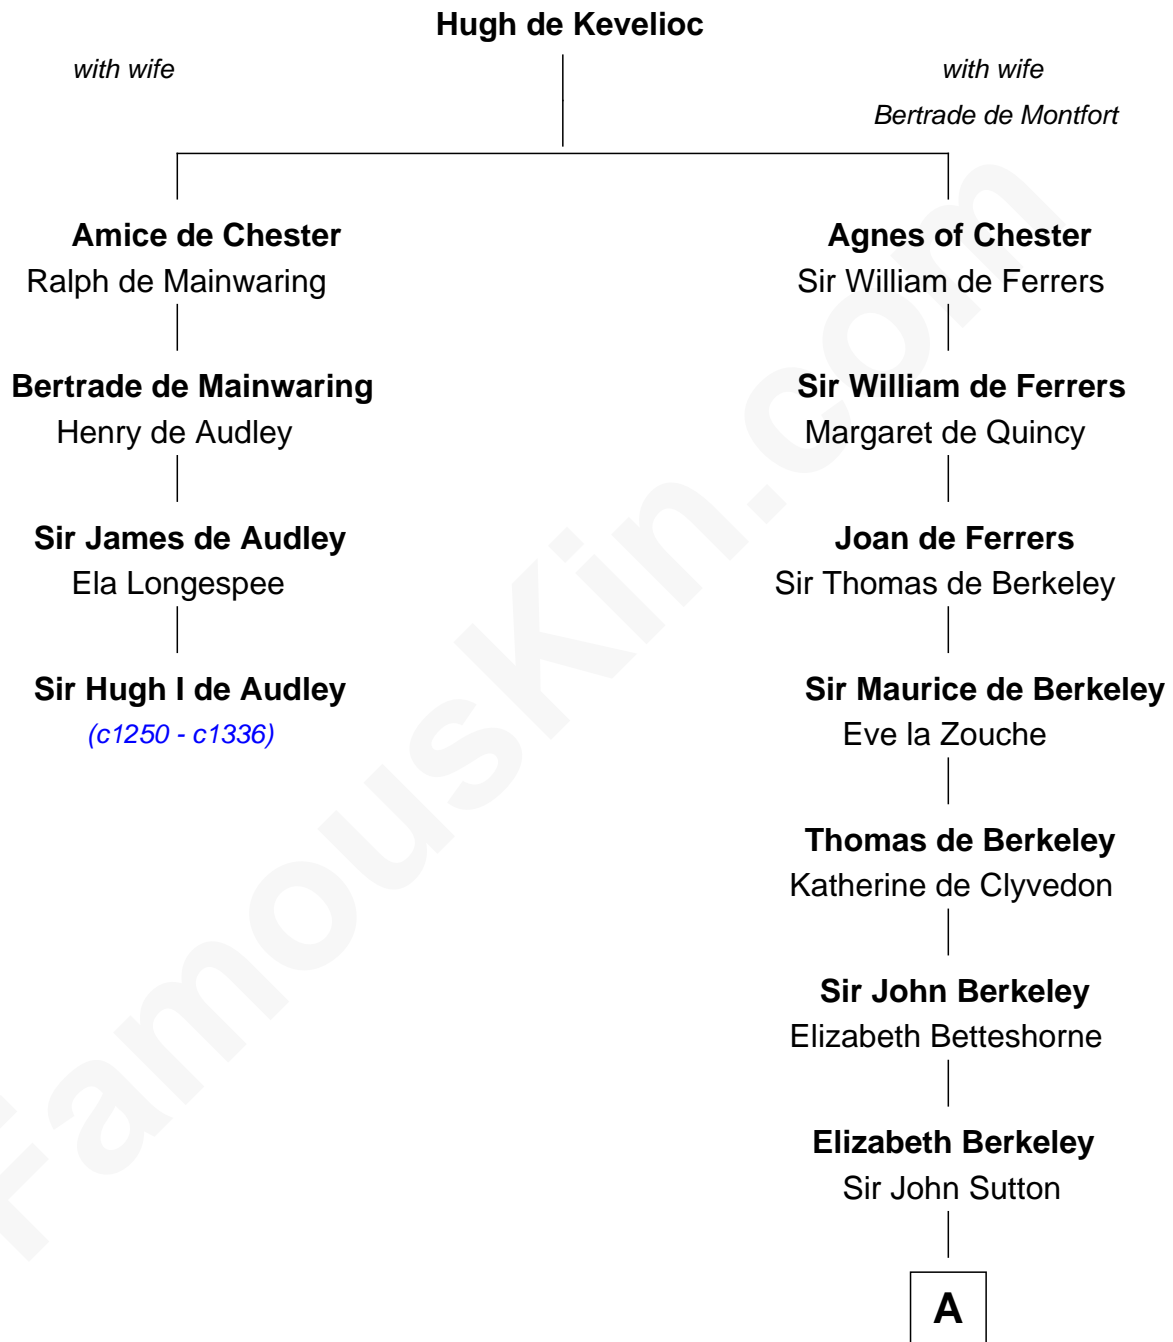 Hugh de Kevelioc
with wife
with wife
Bertrade de Montfort
Amice de Chester
Ralph de Mainwaring
Agnes of Chester
Sir William de Ferrers
Bertrade de Mainwaring
Henry de Audley
Sir William de Ferrers
Margaret de Quincy
Sir James de Audley
Ela Longespee
Joan de Ferrers
Sir Thomas de Berkeley
Sir Hugh I de Audley
(c1250 - c1336)
Sir Maurice de Berkeley
Eve la Zouche
Thomas de Berkeley
Katherine de Clyvedon
Sir John Berkeley
Elizabeth Betteshorne
Elizabeth Berkeley
Sir John Sutton
A
FamousKin.com